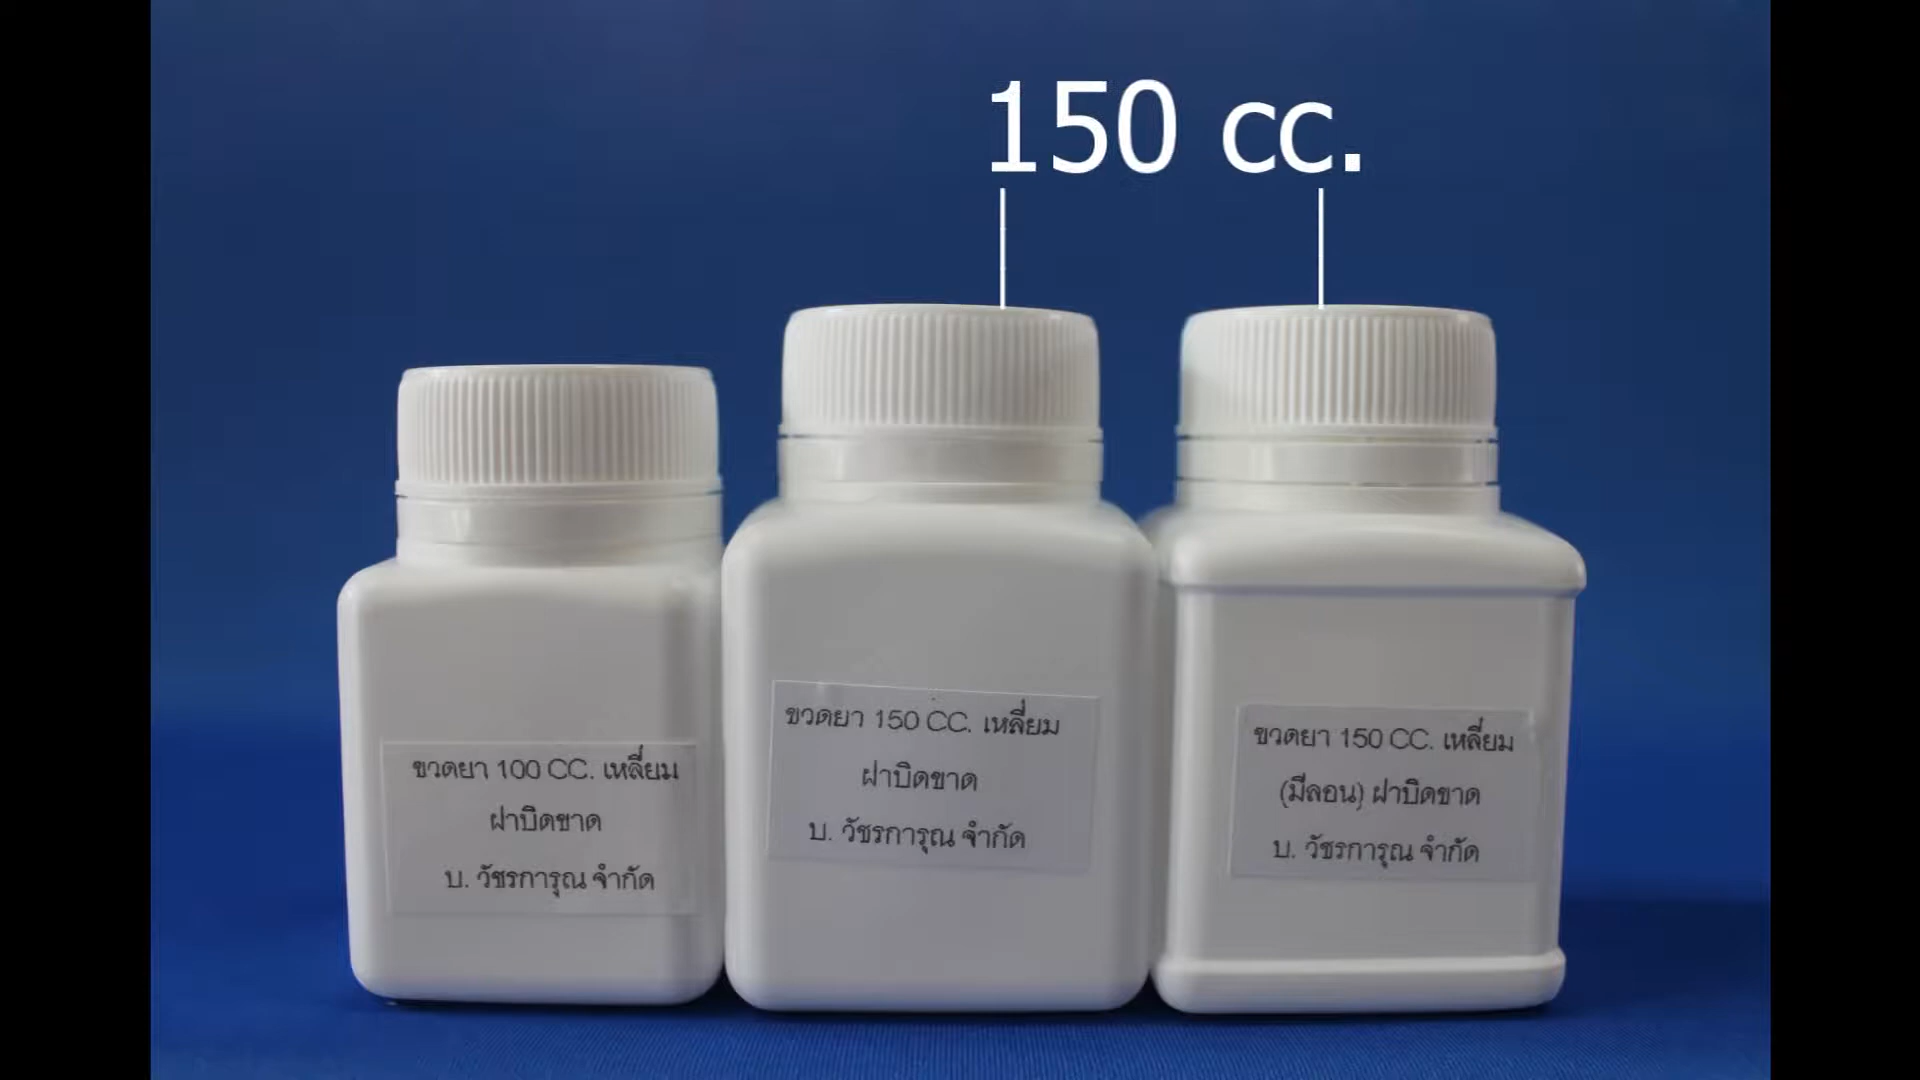 150 cc.
ขวดยา 100 CC. เหลี่ยม
ฝาบิดขาด
บ. วัชรการุณ จำกัด
ขวดยา 150 CC. เหลี่ยม
ฝาบิดขาด
บ. วัชรการุณ จำกัด
ขวดยา 150 CC. เหลี่ยม
(มีลอน) ฝาบิดขาด
บ. วัชรการุณ จำกัด